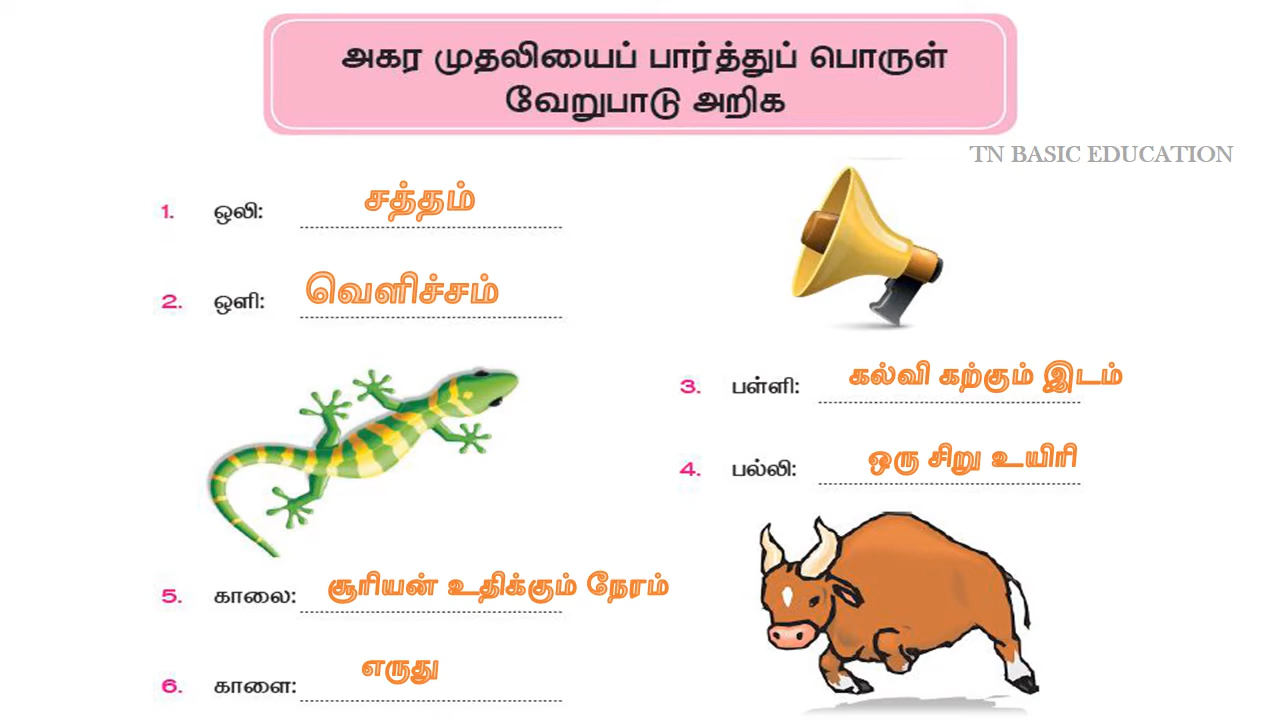 அகர முதலியைப் பார்த்துப் பொருள்
வேறுபாடு அறிக
TN BASIC EDUCATION
1. ஒலி: சத்தம்
2. ஒளி: வெளிச்சம்
3. பள்ளி: கல்வி கற்கும் இடம்
4. பல்லி: ஒரு சிறு உயிரி
5. காலை: சூரியன் உதிக்கும் நேரம்
6. காளை: எருது